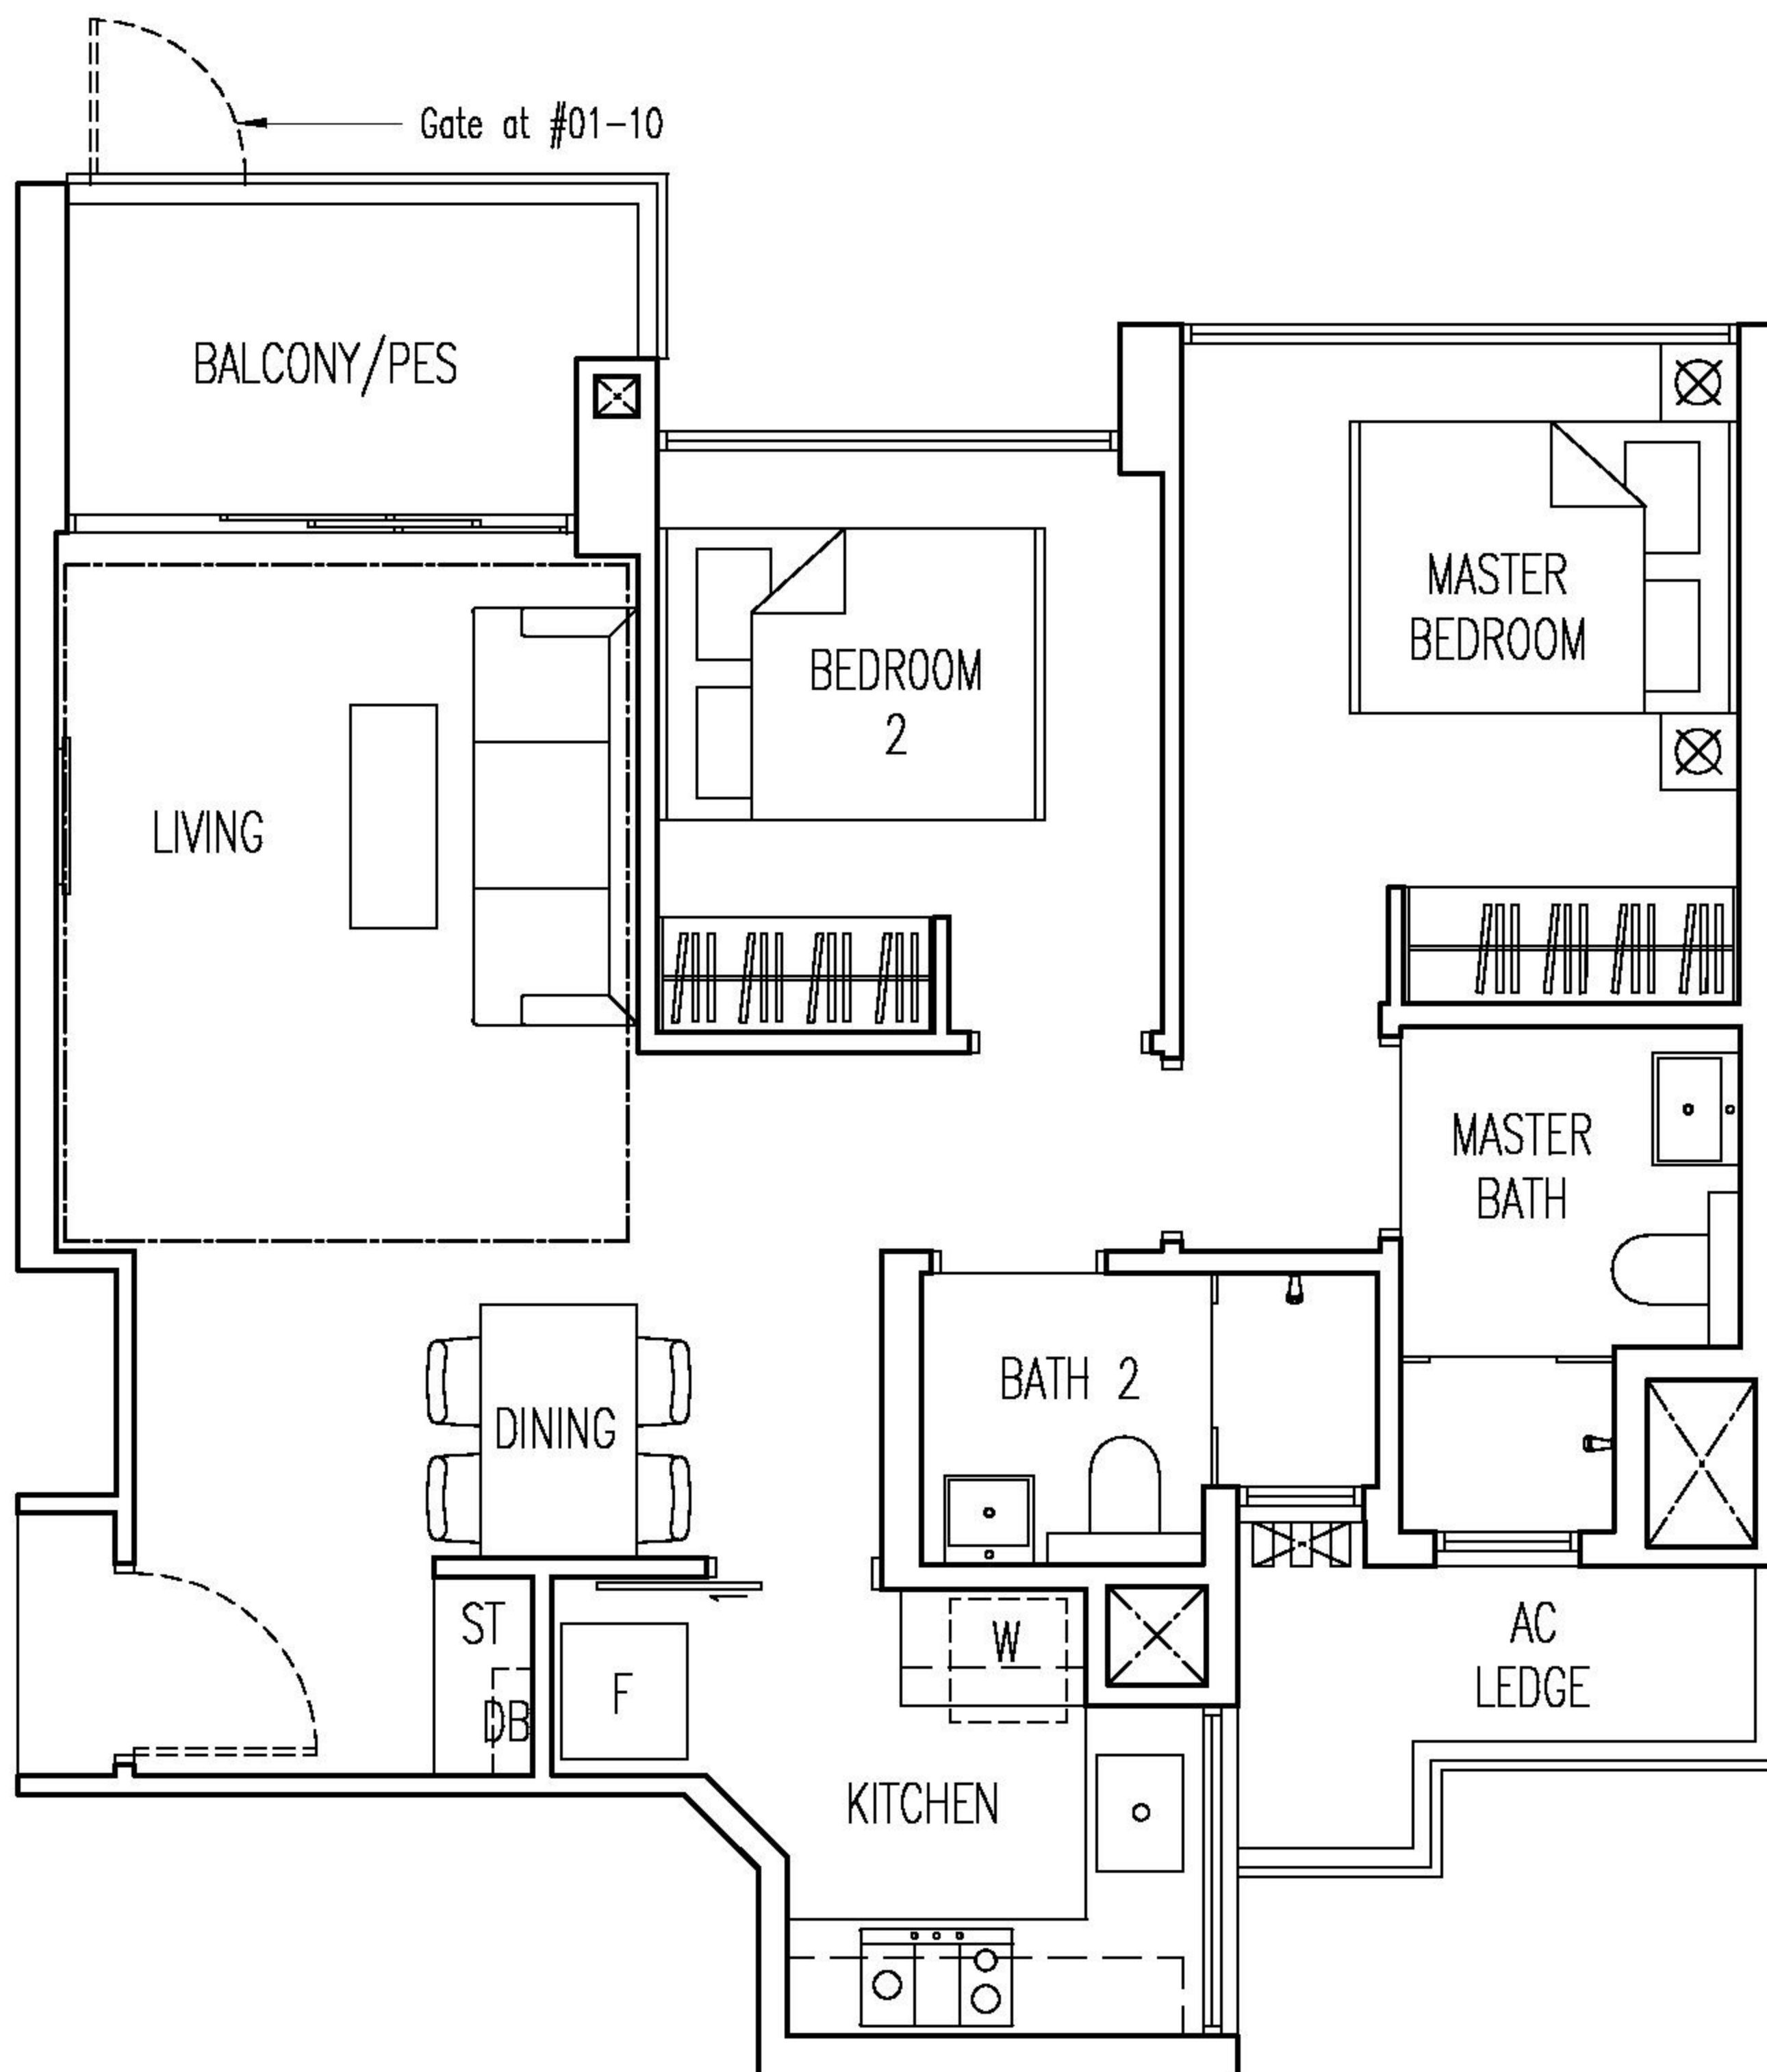 Gate at #01-10
BALCONY/PES
MASTER
BEDROOM
BEDROOM
2
LIVING
MASTER
BATH
BATH 2
DINING
ST
DB
F
W
AC
LEDGE
KITCHEN